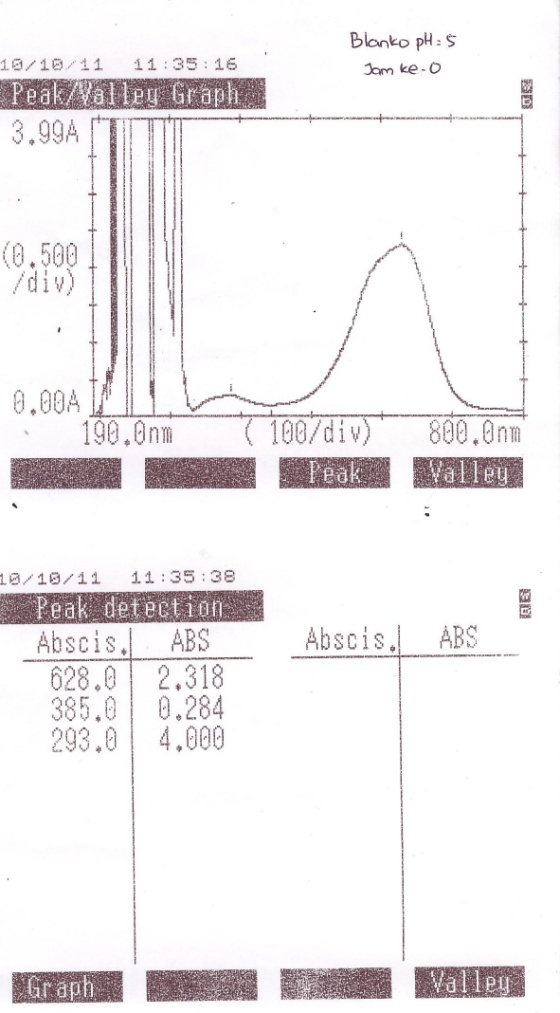 Blanko pH: 5
Jam ke-0
10/10/11 11:35:16
Peak/Valley Graph
3.99A
(0.500
/div)
0.00A
190.0nm (100/div) 800.0nm
Peak Valley
10/10/11 11:35:38
Peak detection
Abscis. ABS Abscis. ABS
628.0 2.318
385.0 0.284
293.0 4.000
Graph Valley